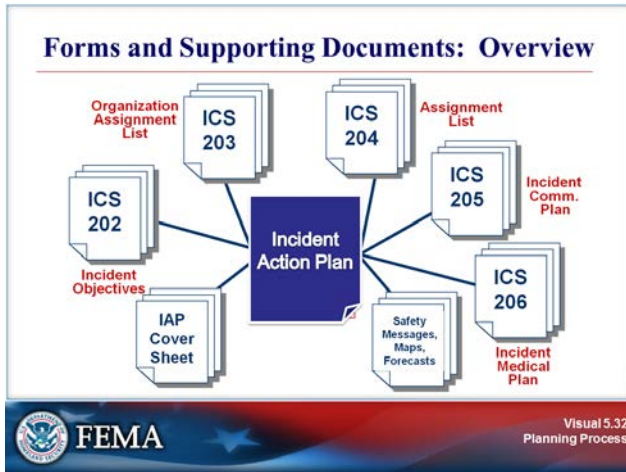 Forms and Supporting Documents: Overview
Organization
Assignment
List
ICS
203
ICS
204
Assignment
List
ICS
202
Incident
Objectives
ICS
205
Incident
Comm.
Plan
Incident
Action Plan
IAP
Cover
Sheet
Safety
Messages,
Maps,
Forecasts
ICS
206
Incident
Medical
Plan
FEMA
Visual 5.32
Planning Process